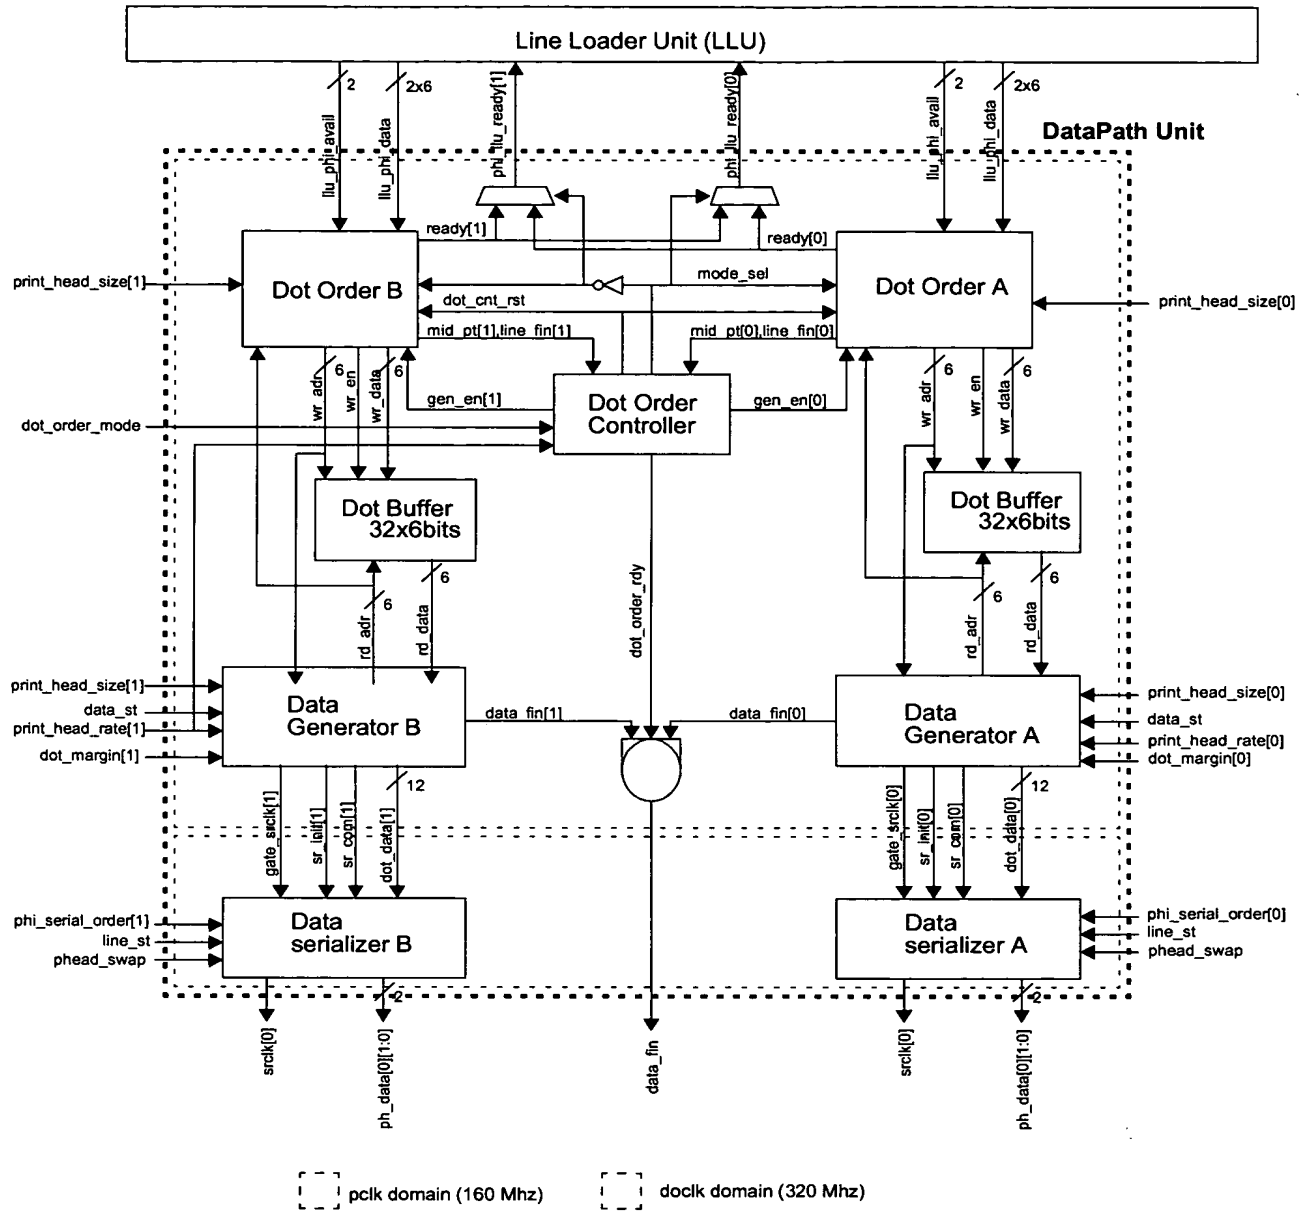 Line Loader Unit (LLU)
2
2x6
phi_llu_ready[1]
phi_llu_ready[0]
2
2x6
llu_phi_avail
llu_phi_data
llu_phi_avail
llu_phi_data
DataPath Unit
ready[1]
ready[0]
print_head_size[1]
Dot Order B
mode_sel
Dot Order A
print_head_size[0]
dot_cnt_rst
mid_pt[1],line_fin[1]
mid_pt[0],line_fin[0]
wr_adr
6
wr_en
wr_data
6
gen_en[1]
Dot Order
Controller
gen_en[0]
wr_adr
6
wr_en
wr_data
6
dot_order_mode
Dot Buffer
32x6bits
Dot Buffer
32x6bits
6
6
rd_adr
rd_data
dot_order_rdy
6
6
rd_adr
rd_data
print_head_size[1]
data_st
print_head_rate[1]
dot_margin[1]
Data
Generator B
data_fin[1]
data_fin[0]
Data
Generator A
print_head_size[0]
data_st
print_head_rate[0]
dot_margin[0]
12
12
gate_srclk[1]
sr_init[1]
sr_com[1]
dot_data[1]
gate_srclk[0]
sr_init[0]
sr_com[0]
dot_data[0]
phi_serial_order[1]
line_st
phead_swap
Data
serializer B
Data
serializer A
phi_serial_order[0]
line_st
phead_swap
2
2
srclk[0]
ph_data[0][1:0]
data_fin
srclk[0]
ph_data[0][1:0]
pclk domain (160 Mhz)
doclk domain (320 Mhz)